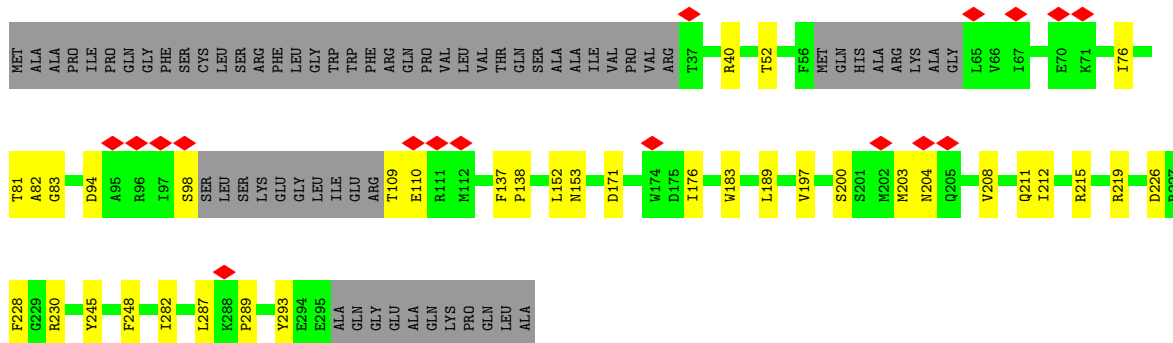 MET ALA ALA PRO ILE PRO GLN GLY PHE SER CYS LEU SER ARG PHE LEU GLY TRP TRP PHE ARG GLN PRO VAL LEU VAL THR GLN SER ALA ALA ILE VAL PRO VAL ARG T37 R40 T52 F56 MET GLN HIS ALA ARG LYS ALA GLY L65 V66 I67 E70 K71 I76
T81 A82 G83 D94 A95 R96 I97 S98 SER LEU SER LYS GLU GLY LEU ILE GLU ARG T109 E110 R111 M112 F137 P138 L152 N153 D171 W174 D175 I176 W183 L189 V197 S200 S201 M202 M203 N204 Q205 V208 Q211 I212 R215 R219 D226
F228 G229 R230 Y245 F248 I282 L287 K288 P289 Y293 E294 E295 ALA GLN GLY GLU ALA GLN LYS PRO GLN LEU ALA